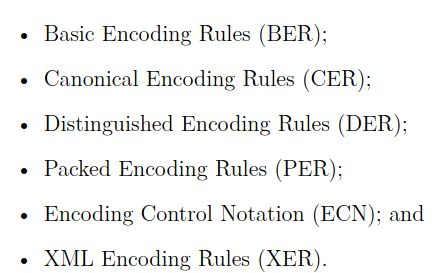 • Basic Encoding Rules (BER);
• Canonical Encoding Rules (CER);
• Distinguished Encoding Rules (DER);
• Packed Encoding Rules (PER);
• Encoding Control Notation (ECN); and
• XML Encoding Rules (XER).